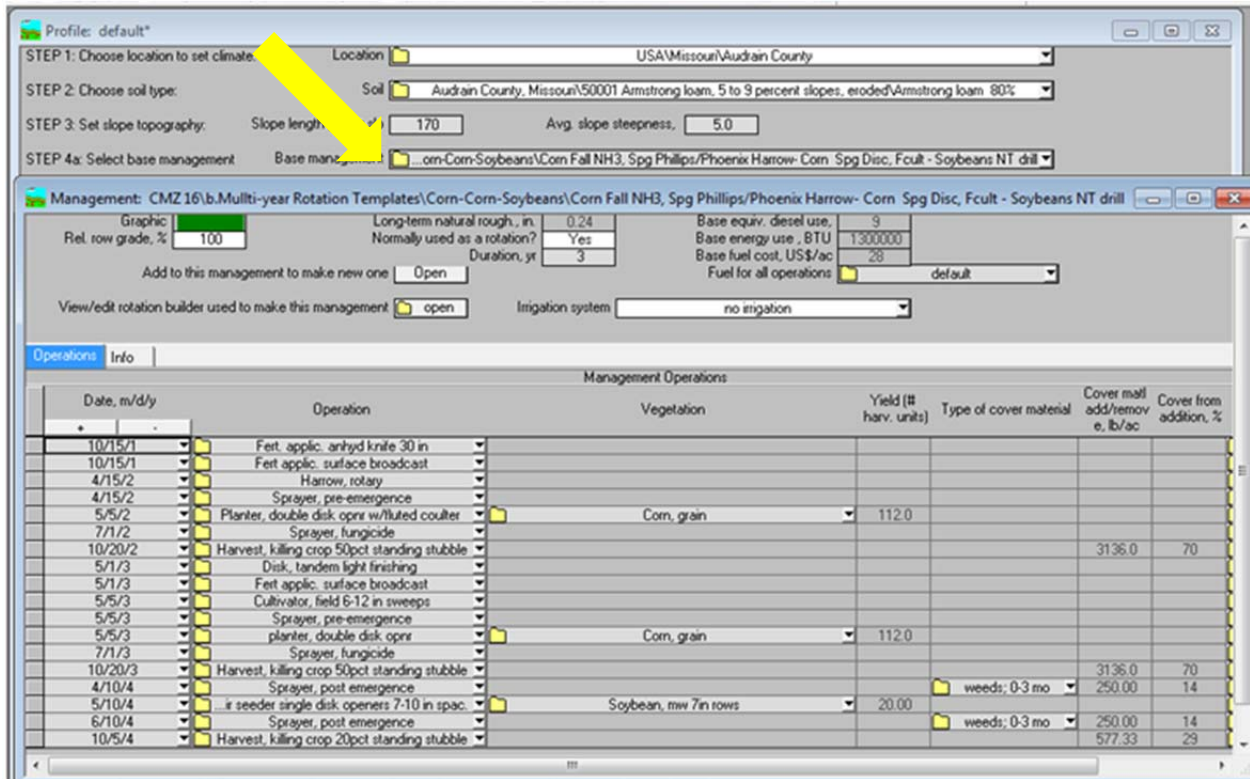 Profile: default*
STEP 1: Choose location to set climate: Location USA\Missouri\Audrain County
STEP 2: Choose soil type: Soil Audrain County, Missouri\50001 Armstrong loam, 5 to 9 percent slopes, eroded\Armstrong loam 80%
STEP 3: Set slope topography: Slope length 170 Avg. slope steepness, 5.0
STEP 4a: Select base management Base management ...orn-Corn-Soybeans\Corn Fall NH3, Spg Phillips/Phoenix Harrow- Corn Spg Disc, Fcult - Soybeans NT drill
Management: CMZ 16\b.Mullti-year Rotation Templates\Corn-Corn-Soybeans\Corn Fall NH3, Spg Phillips/Phoenix Harrow- Corn Spg Disc, Fcult - Soybeans NT drill
Graphic Long-term natural rough., in. 0.24 Base equiv. diesel use, 9
Rel. row grade, % 100 Normally used as a rotation? Yes Base energy use , BTU 1300000
Duration, yr 3 Base fuel cost, US$/ac 28
Add to this management to make new one Open Fuel for all operations default
View/edit rotation builder used to make this management open Irrigation system no irrigation
Operations Info
Management Operations
Date, m/d/y Operation Vegetation Yield (# harv. units) Type of cover material Cover matl add/remov e, lb/ac Cover from addition, %
+ -
10/15/1 Fert. applic. anhyd knife 30 in
10/15/1 Fert applic. surface broadcast
4/15/2 Harrow, rotary
4/15/2 Sprayer, pre-emergence
5/5/2 Planter, double disk opnr w/fluted coulter Corn, grain 112.0
7/1/2 Sprayer, fungicide
10/20/2 Harvest, killing crop 50pct standing stubble 3136.0 70
5/1/3 Disk, tandem light finishing
5/1/3 Fert applic. surface broadcast
5/5/3 Cultivator, field 6-12 in sweeps
5/5/3 Sprayer, pre-emergence
5/5/3 planter, double disk opnr Corn, grain 112.0
7/1/3 Sprayer, fungicide
10/20/3 Harvest, killing crop 50pct standing stubble 3136.0 70
4/10/4 Sprayer, post emergence weeds; 0-3 mo 250.00 14
5/10/4 ...ir seeder single disk openers 7-10 in spac. Soybean, mw 7in rows 20.00
6/10/4 Sprayer, post emergence weeds; 0-3 mo 250.00 14
10/5/4 Harvest, killing crop 20pct standing stubble 577.33 29